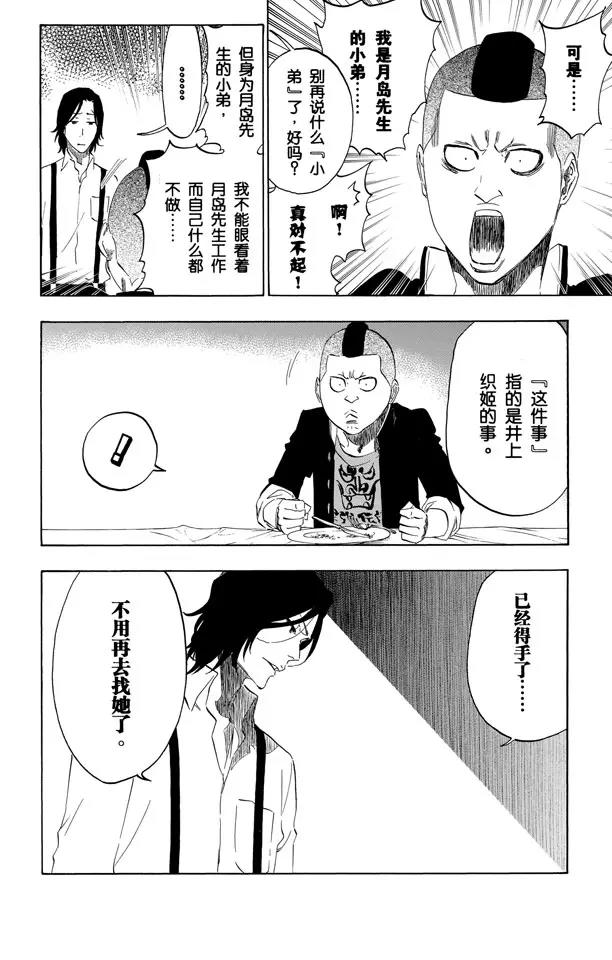 可是……
我是月岛先生
的小弟……
别再说什么『小
弟』了，好吗？
啊！
真对不起！
但身为月岛先
生的小弟，
……
我不能眼看着
月岛先生工作
而自己什么都
不做……
『这件事』
指的是井上
织姬的事。
！
已经得手了……
不用再去找她了。